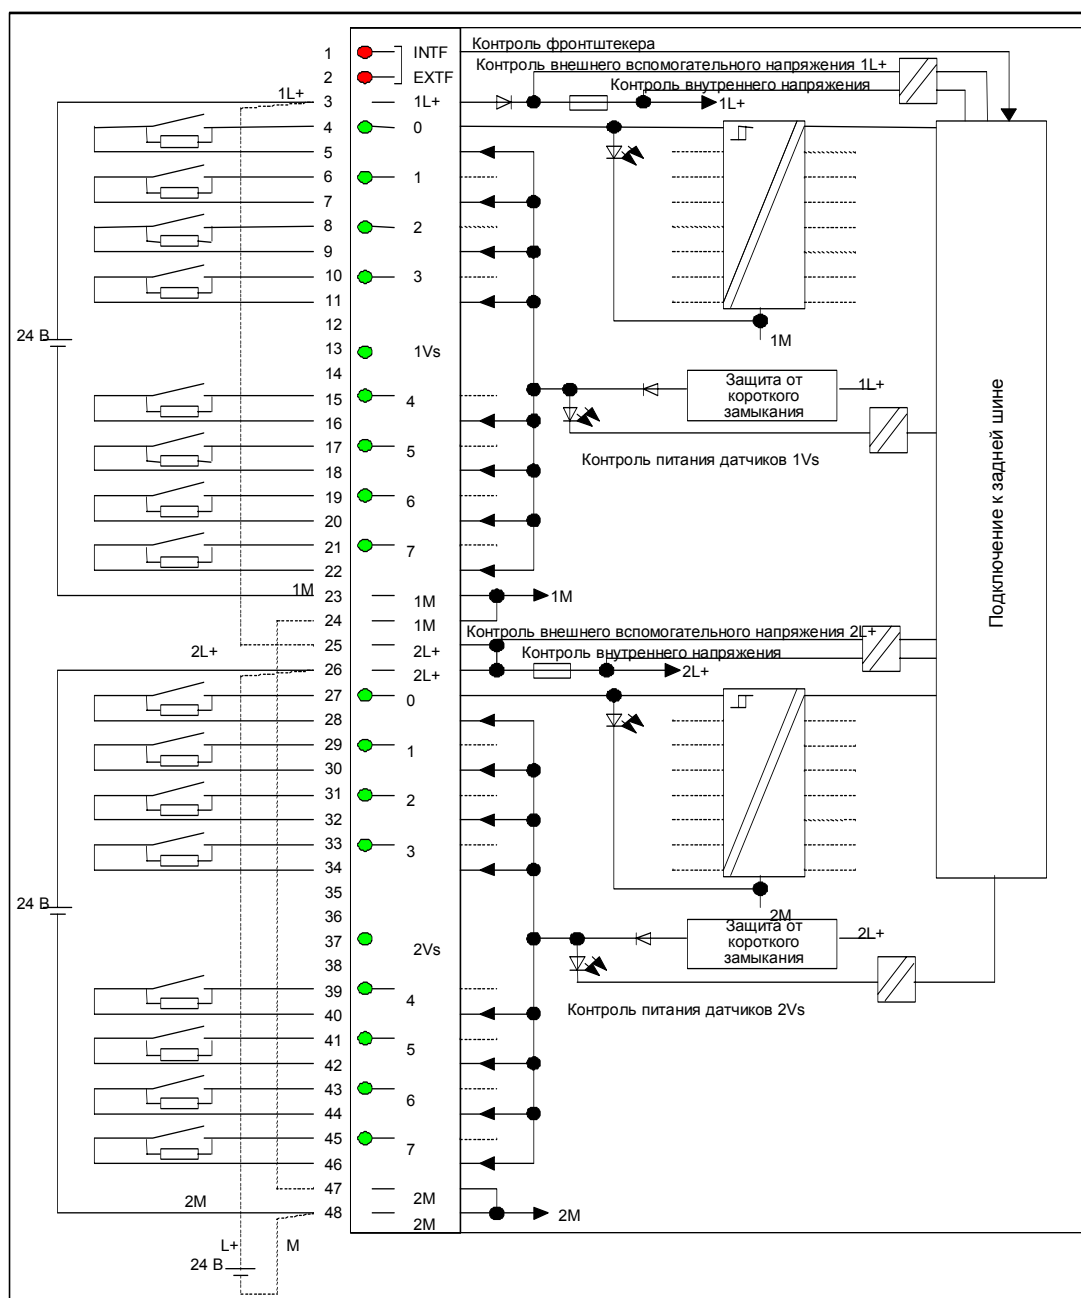 1 INTF Контроль фронтштекера
Контроль внешнего вспомогательного напряжения 1L+
2 EXTF
Контроль внутреннего напряжения
1L+ 3 1L+ 1L+
4 0
5
6 1
7
8 2
9
10 3
11
12
24 В
13 1Vs 1M
14
Защита от
короткого
замыкания
1L+
15 4
16
17 5
Контроль питания датчиков 1Vs
18
19 6
20
21 7
22
Подключение к задней шине
1M 23 1M 1M
24 1M
Контроль внешнего вспомогательного напряжения 2L+
25 2L+
Контроль внутреннего напряжения
2L+ 26 2L+ 2L+
27 0
28
29 1
30
31 2
32
33 3
34
35
24 В
36 2M
Защита от
короткого
замыкания
2L+
37 2Vs
38
39 4
40
Контроль питания датчиков 2Vs
41 5
42
43 6
44
45 7
46
47 2M
2M 48 2M 2M
L+ M
24 В